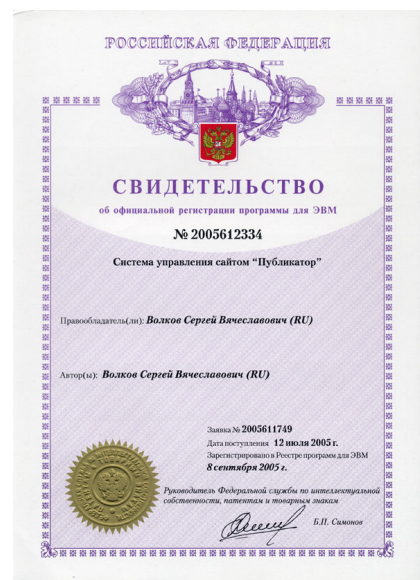 РОССИЙСКАЯ ФЕДЕРАЦИЯ
СВИДЕТЕЛЬСТВО
об официальной регистрации программы для ЭВМ
№ 2005612334
Система управления сайтом “Публикатор”
Правообладатель(ли): Волков Сергей Вячеславович (RU)
Автор(ы): Волков Сергей Вячеславович (RU)
Заявка № 2005611749
Дата поступления 12 июля 2005 г.
Зарегистрировано в Реестре программ для ЭВМ
8 сентября 2005 г.
Руководитель Федеральной службы по интеллектуальной
собственности, патентам и товарным знакам
Б.П. Симонов